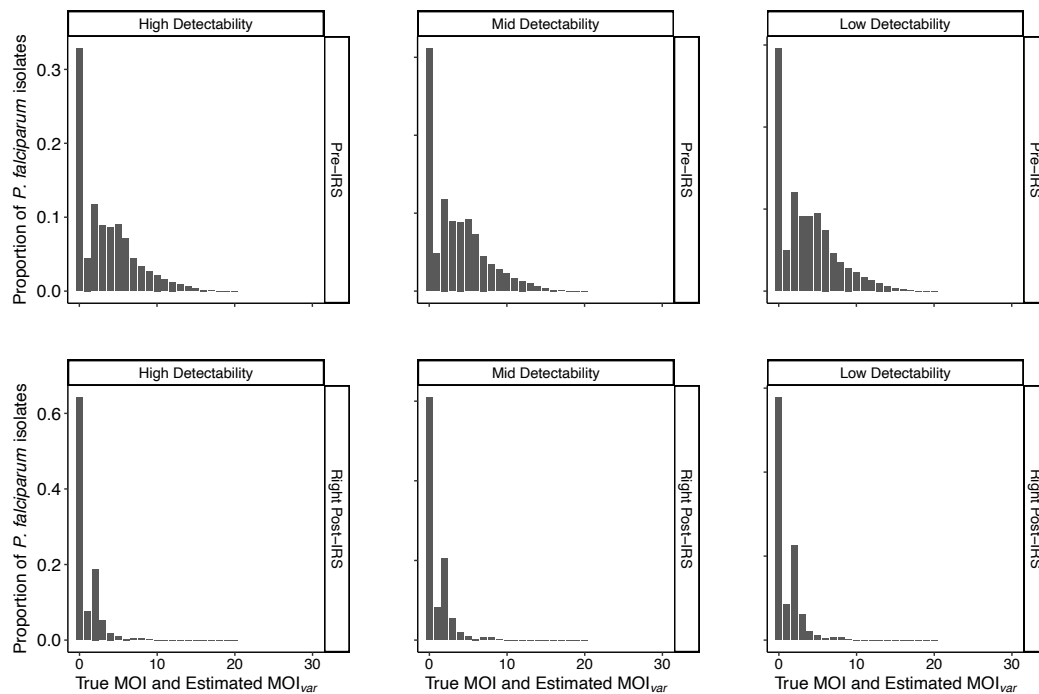 High Detectability
Mid Detectability
Low Detectability
Proportion of P. falciparum isolates
0.3
0.2
0.1
0.0
Pre−IRS
Pre−IRS
Pre−IRS
0
10
20
30
0
10
20
30
0
10
20
30
High Detectability
Mid Detectability
Low Detectability
Proportion of P. falciparum isolates
0.6
0.4
0.2
0.0
Right Post−IRS
Right Post−IRS
Right Post−IRS
True MOI and Estimated MOIvar
True MOI and Estimated MOIvar
True MOI and Estimated MOIvar